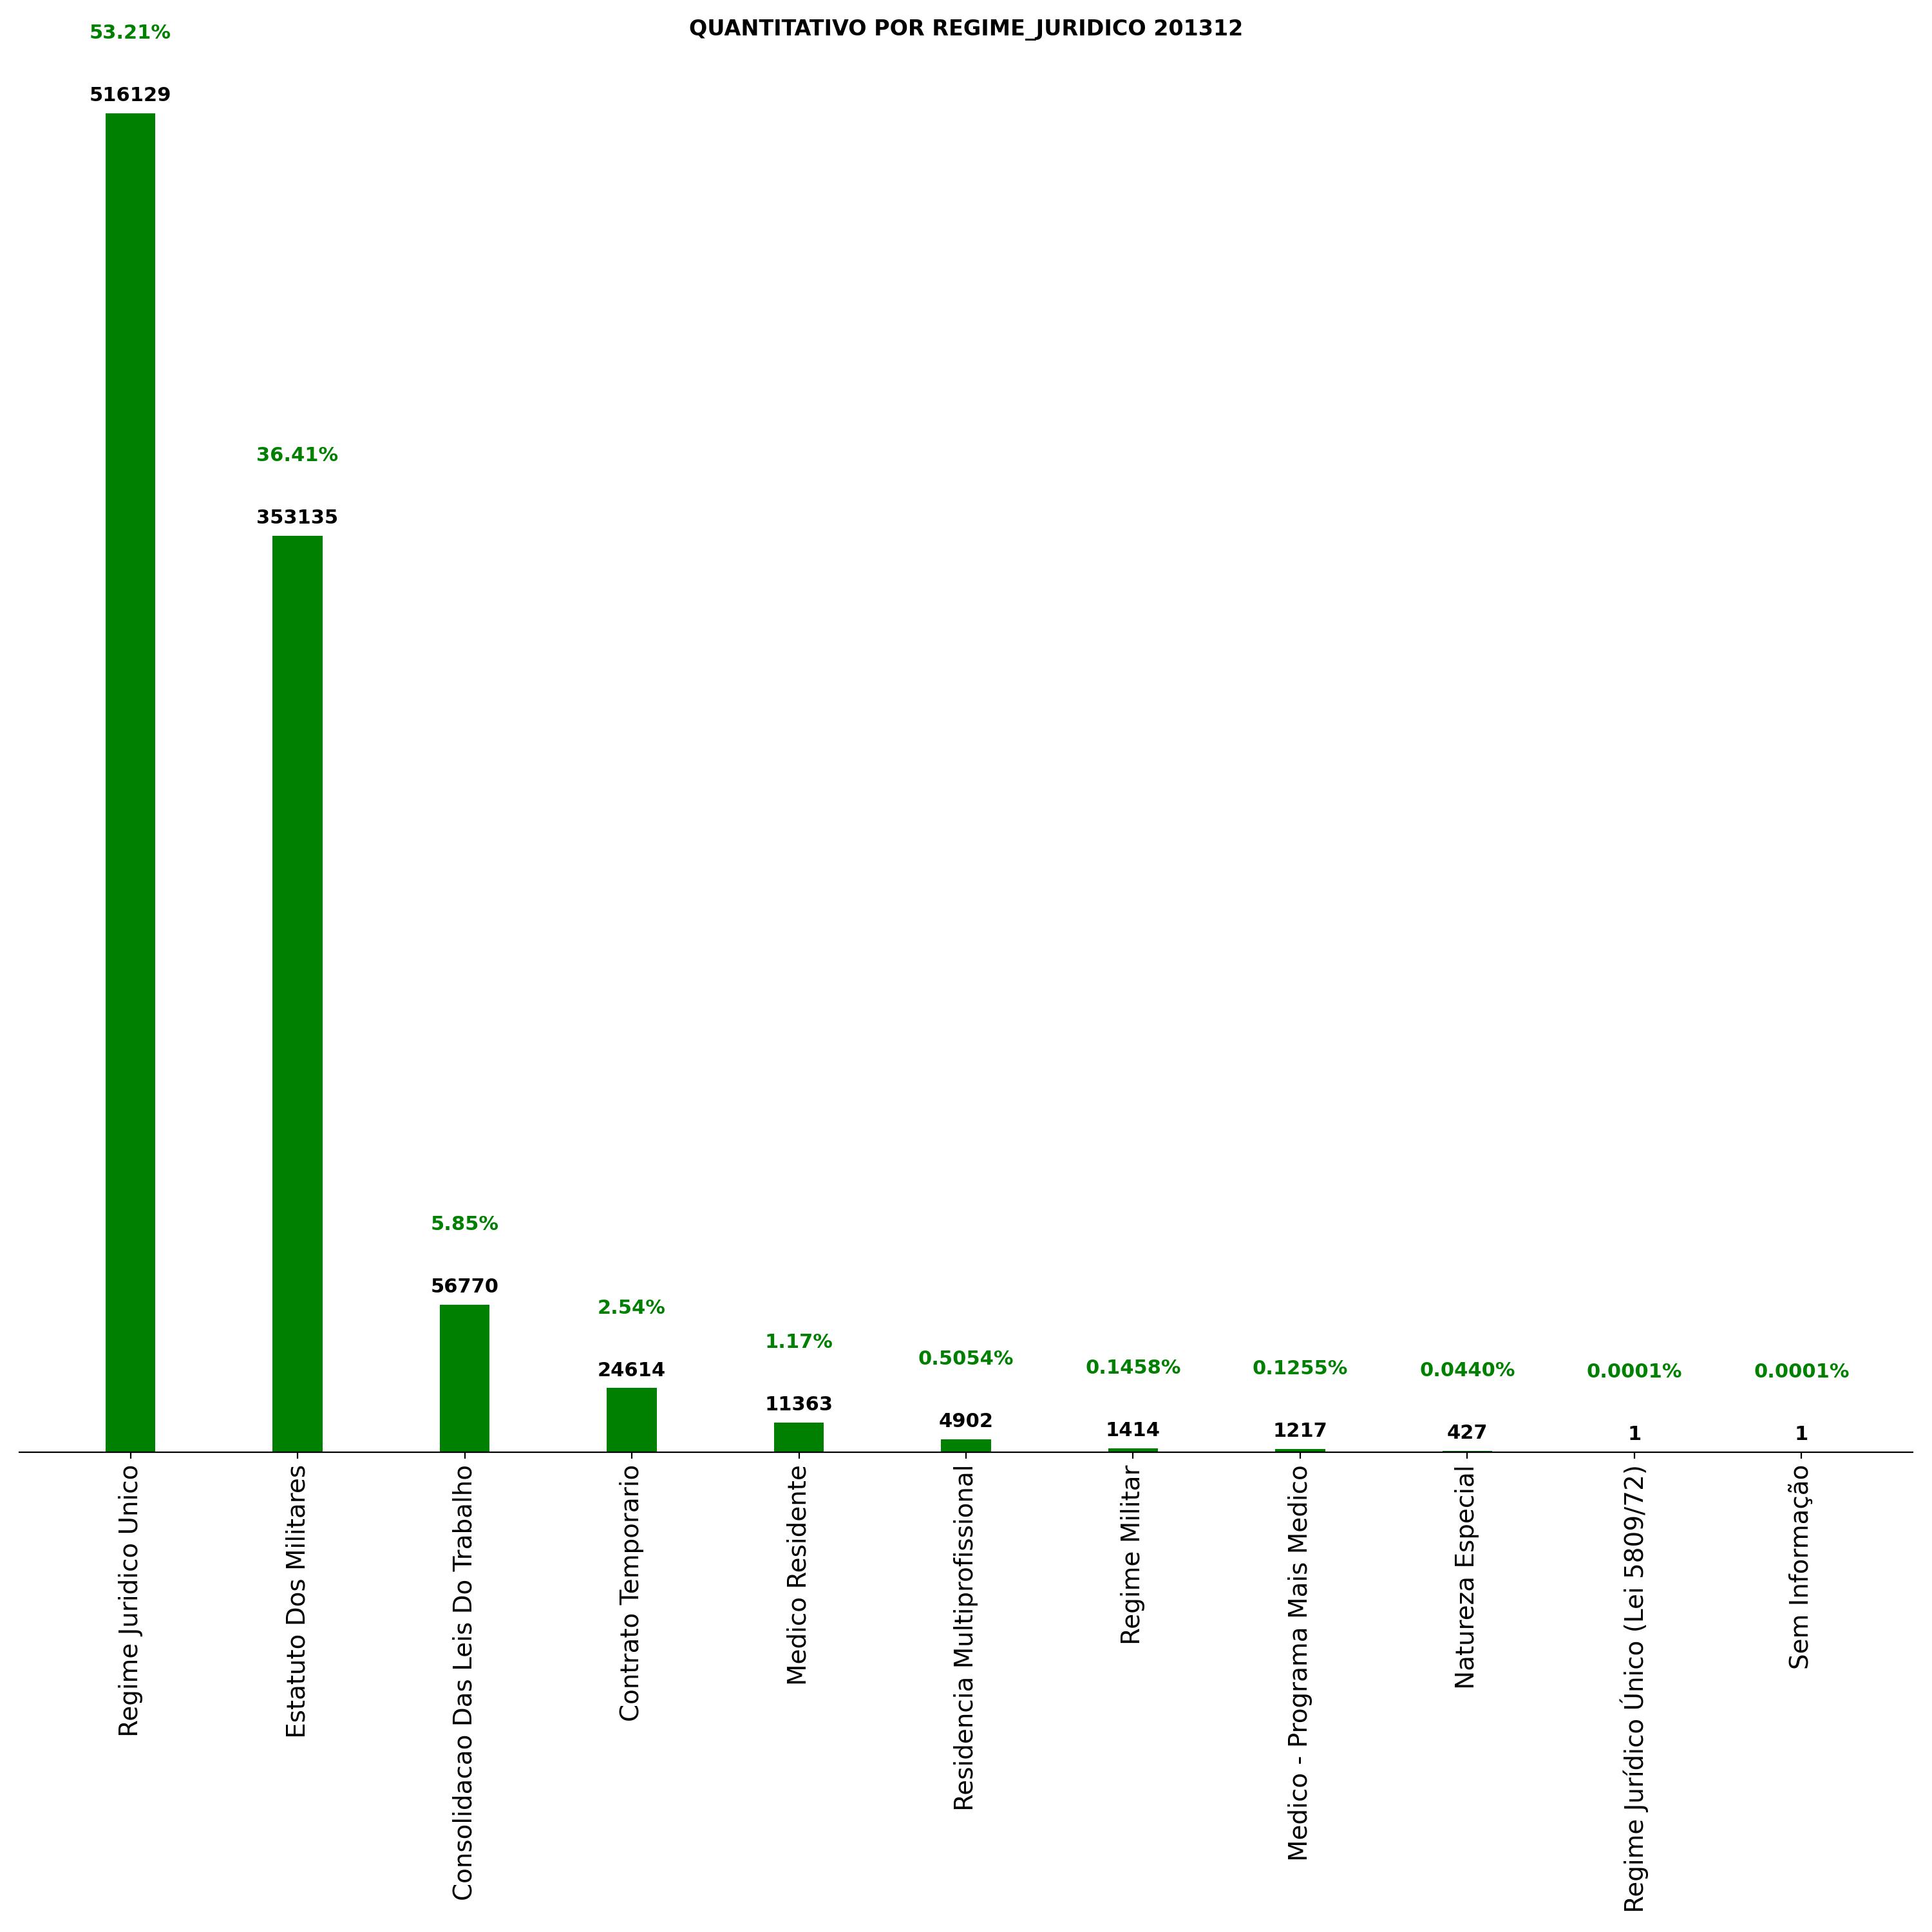 QUANTITATIVO POR REGIME_JURIDICO 201312
53.21%
516129
36.41%
353135
5.85%
56770
2.54%
24614
1.17%
11363
0.5054%
4902
0.1458%
1414
0.1255%
1217
0.0440%
427
0.0001%
1
0.0001%
1
Regime Juridico Unico
Estatuto Dos Militares
Consolidacao Das Leis Do Trabalho
Contrato Temporario
Medico Residente
Residencia Multiprofissional
Regime Militar
Medico - Programa Mais Medico
Natureza Especial
Regime Jurídico Único (Lei 5809/72)
Sem Informação